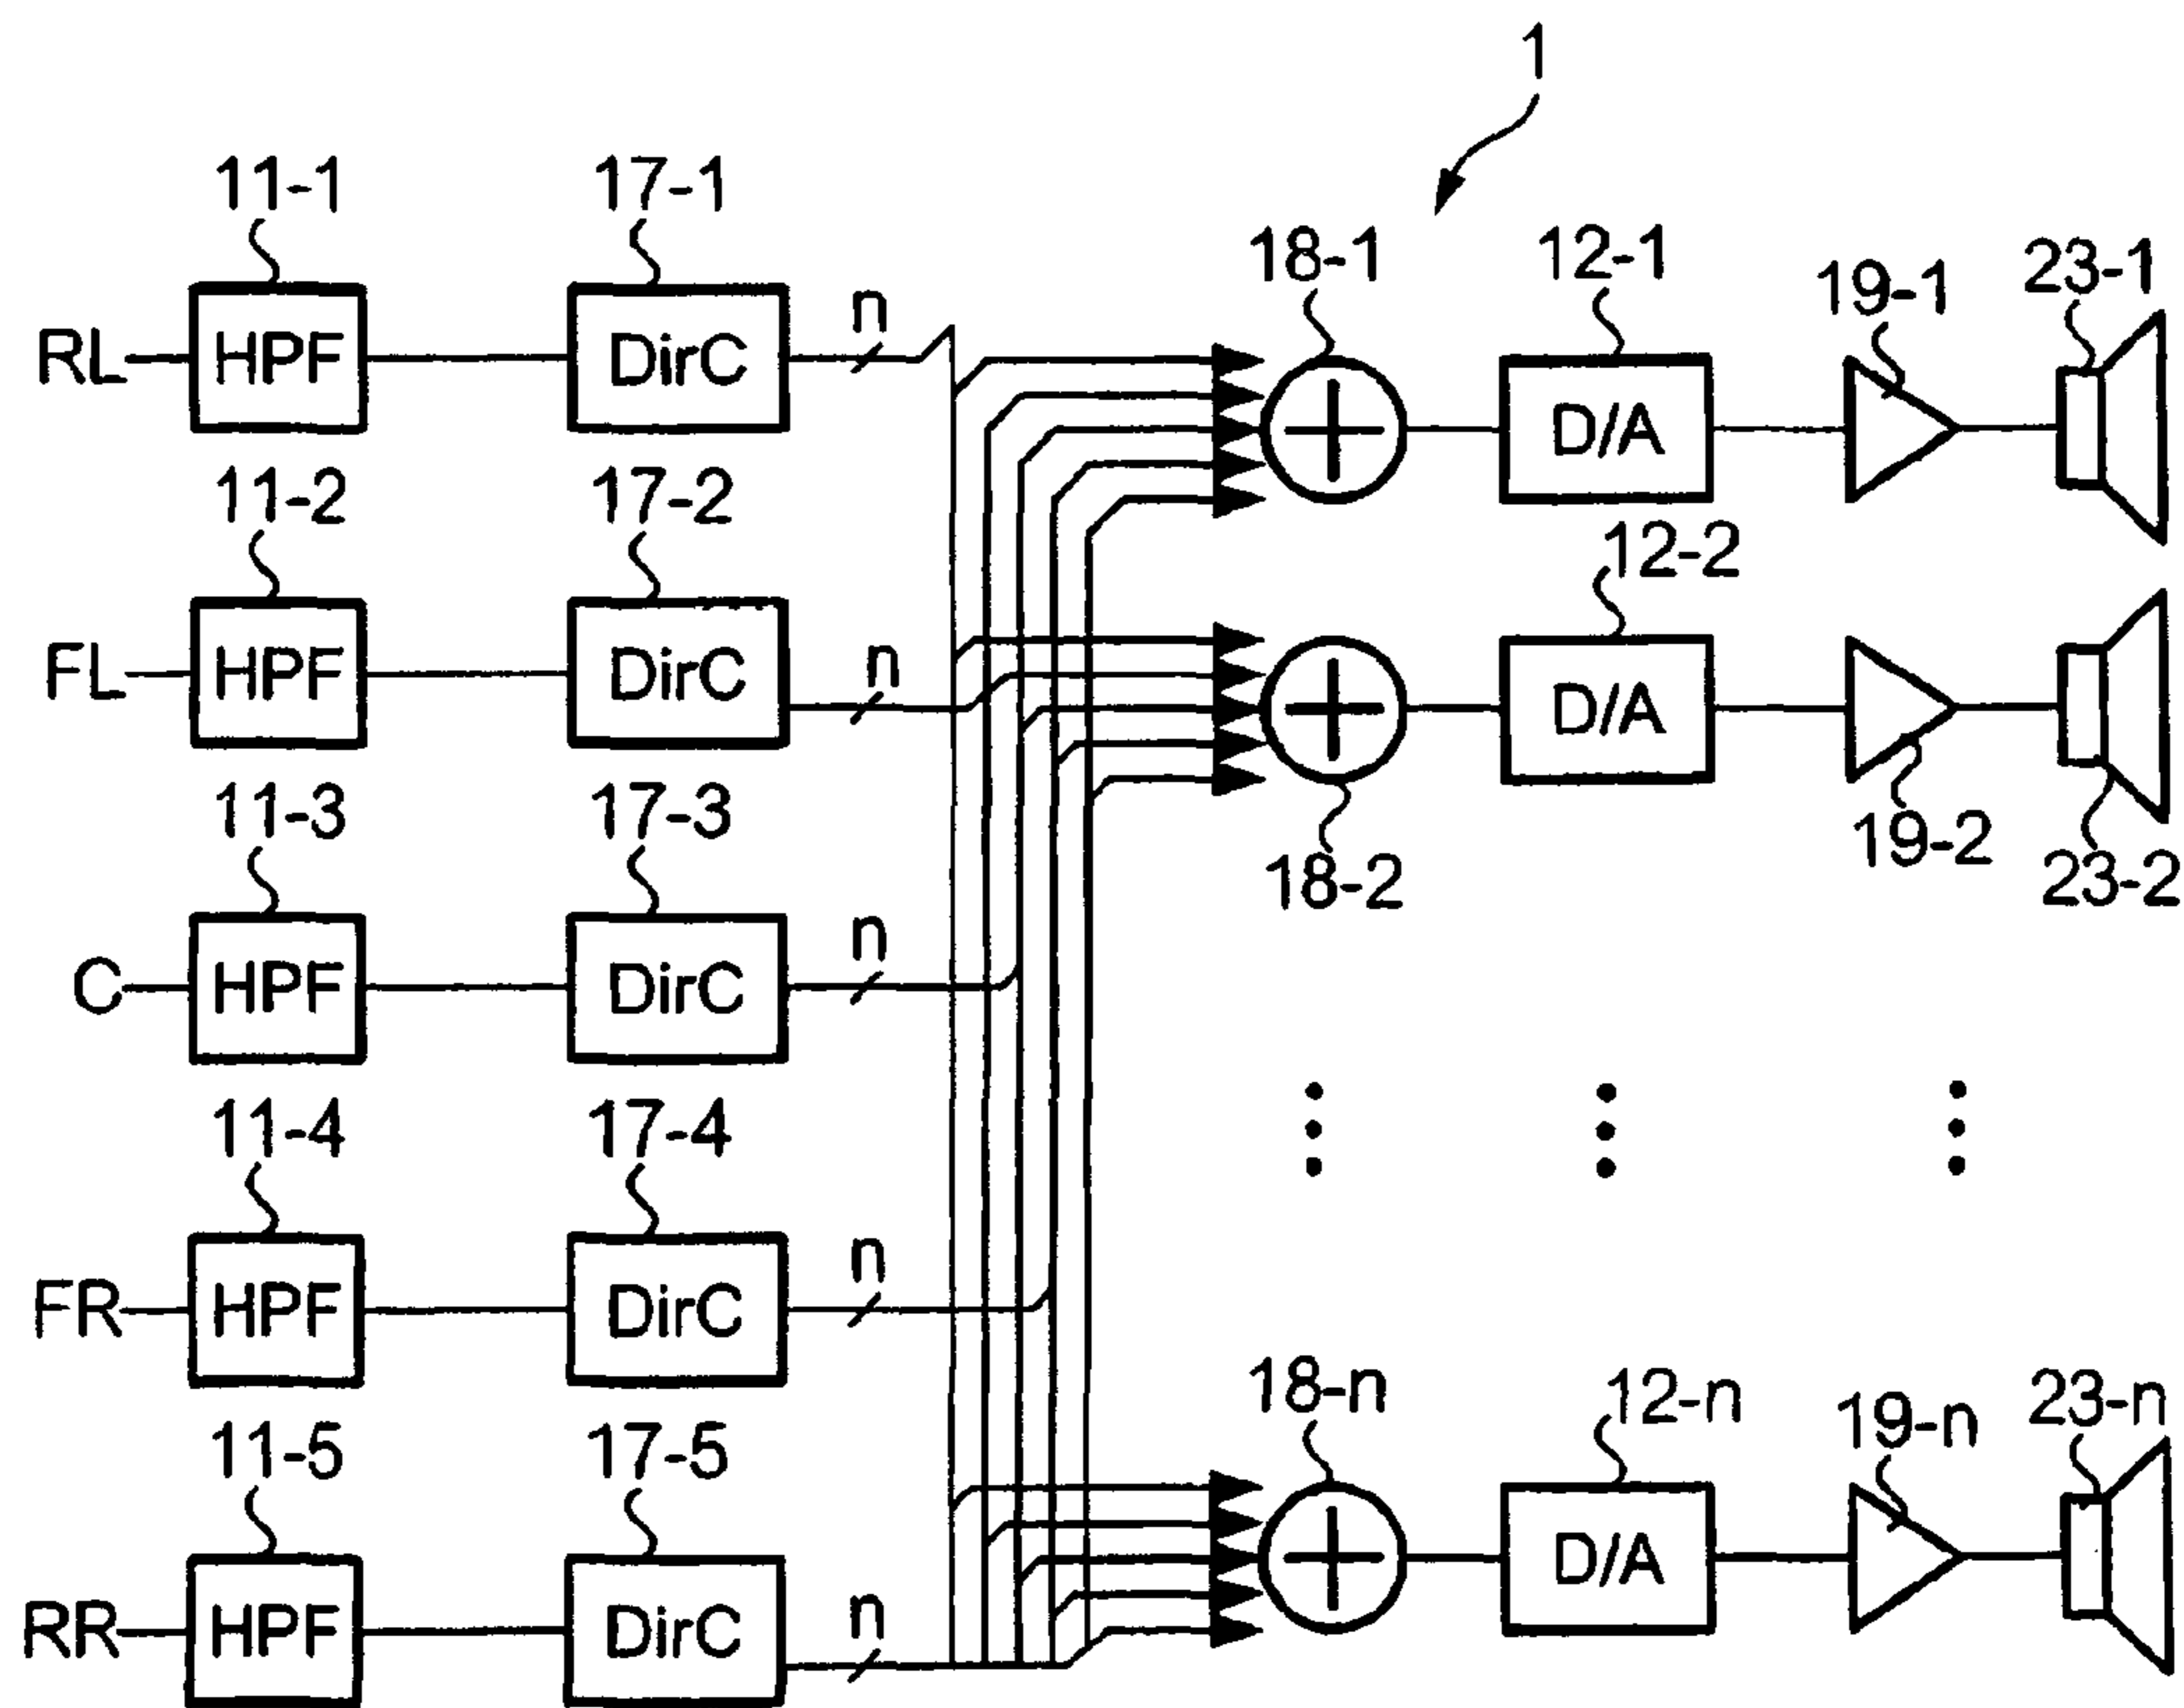 1
11-1 17-1 18-1 12-1 19-1 23-1
RL HPF DirC n D/A
11-2 17-2 12-2
FL HPF DirC n D/A
18-2 19-2 23-2
11-3 17-3
C HPF DirC n
11-4 17-4
FR HPF DirC n
18-n 12-n 19-n 23-n
11-5 17-5
RR HPF DirC n D/A